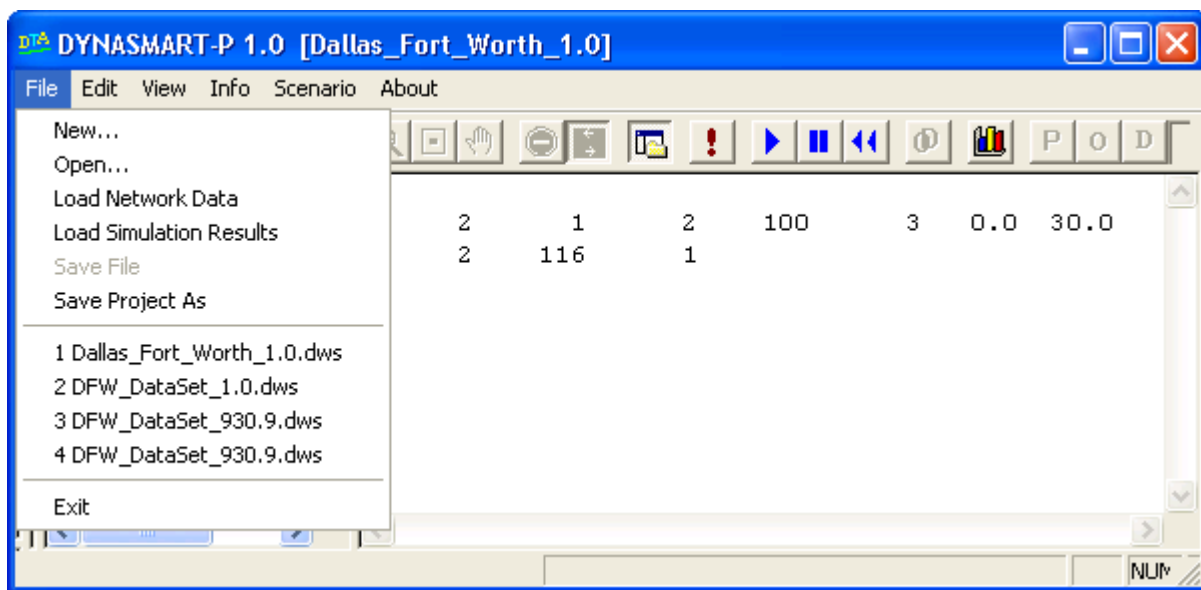 DTA DYNASMART-P 1.0 [Dallas_Fort_Worth_1.0]
File Edit View Info Scenario About
New...
Open...
Load Network Data
Load Simulation Results
Save File
Save Project As
1 Dallas_Fort_Worth_1.0.dws
2 DFW_DataSet_1.0.dws
3 DFW_DataSet_930.9.dws
4 DFW_DataSet_930.9.dws
Exit
P O D
2 1 2 100 3 0.0 30.0
2 116 1
NUM